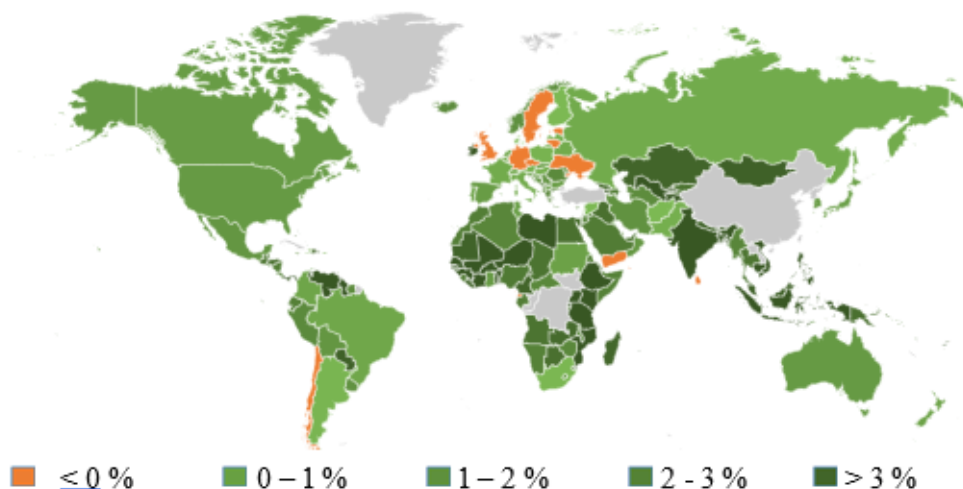 < 0 % 0 – 1 % 1 – 2 % 2 - 3 % > 3 %